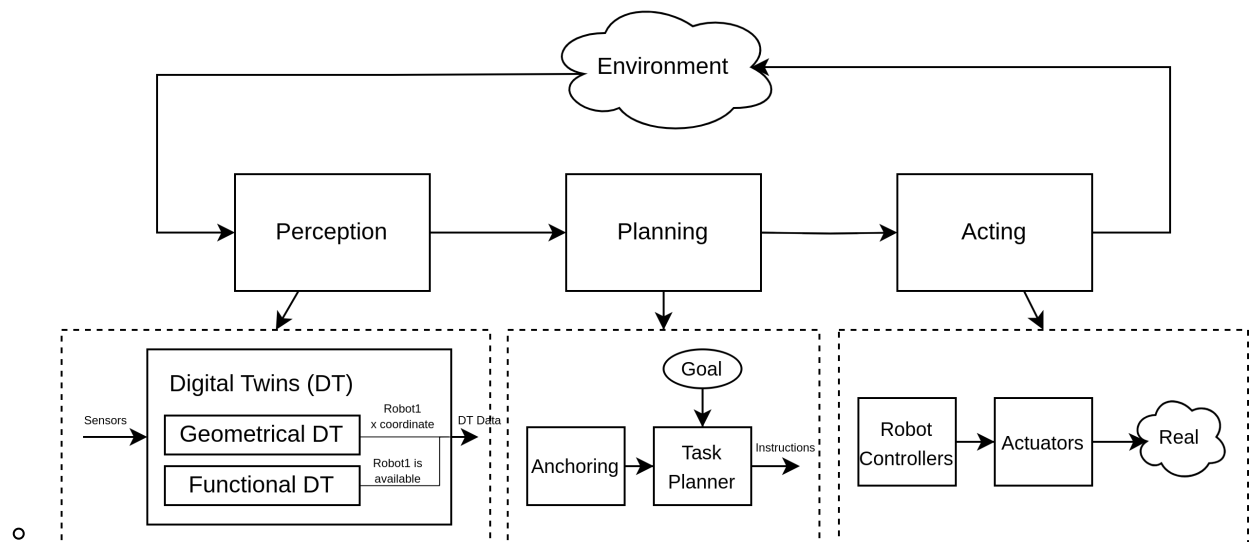 Environment
Perception
Planning
Acting
Digital Twins (DT)
Sensors
Geometrical DT
Functional DT
Robot1
x coordinate
Robot1 is
available
DT Data
Goal
Anchoring
Task
Planner
Instructions
Robot
Controllers
Actuators
Real